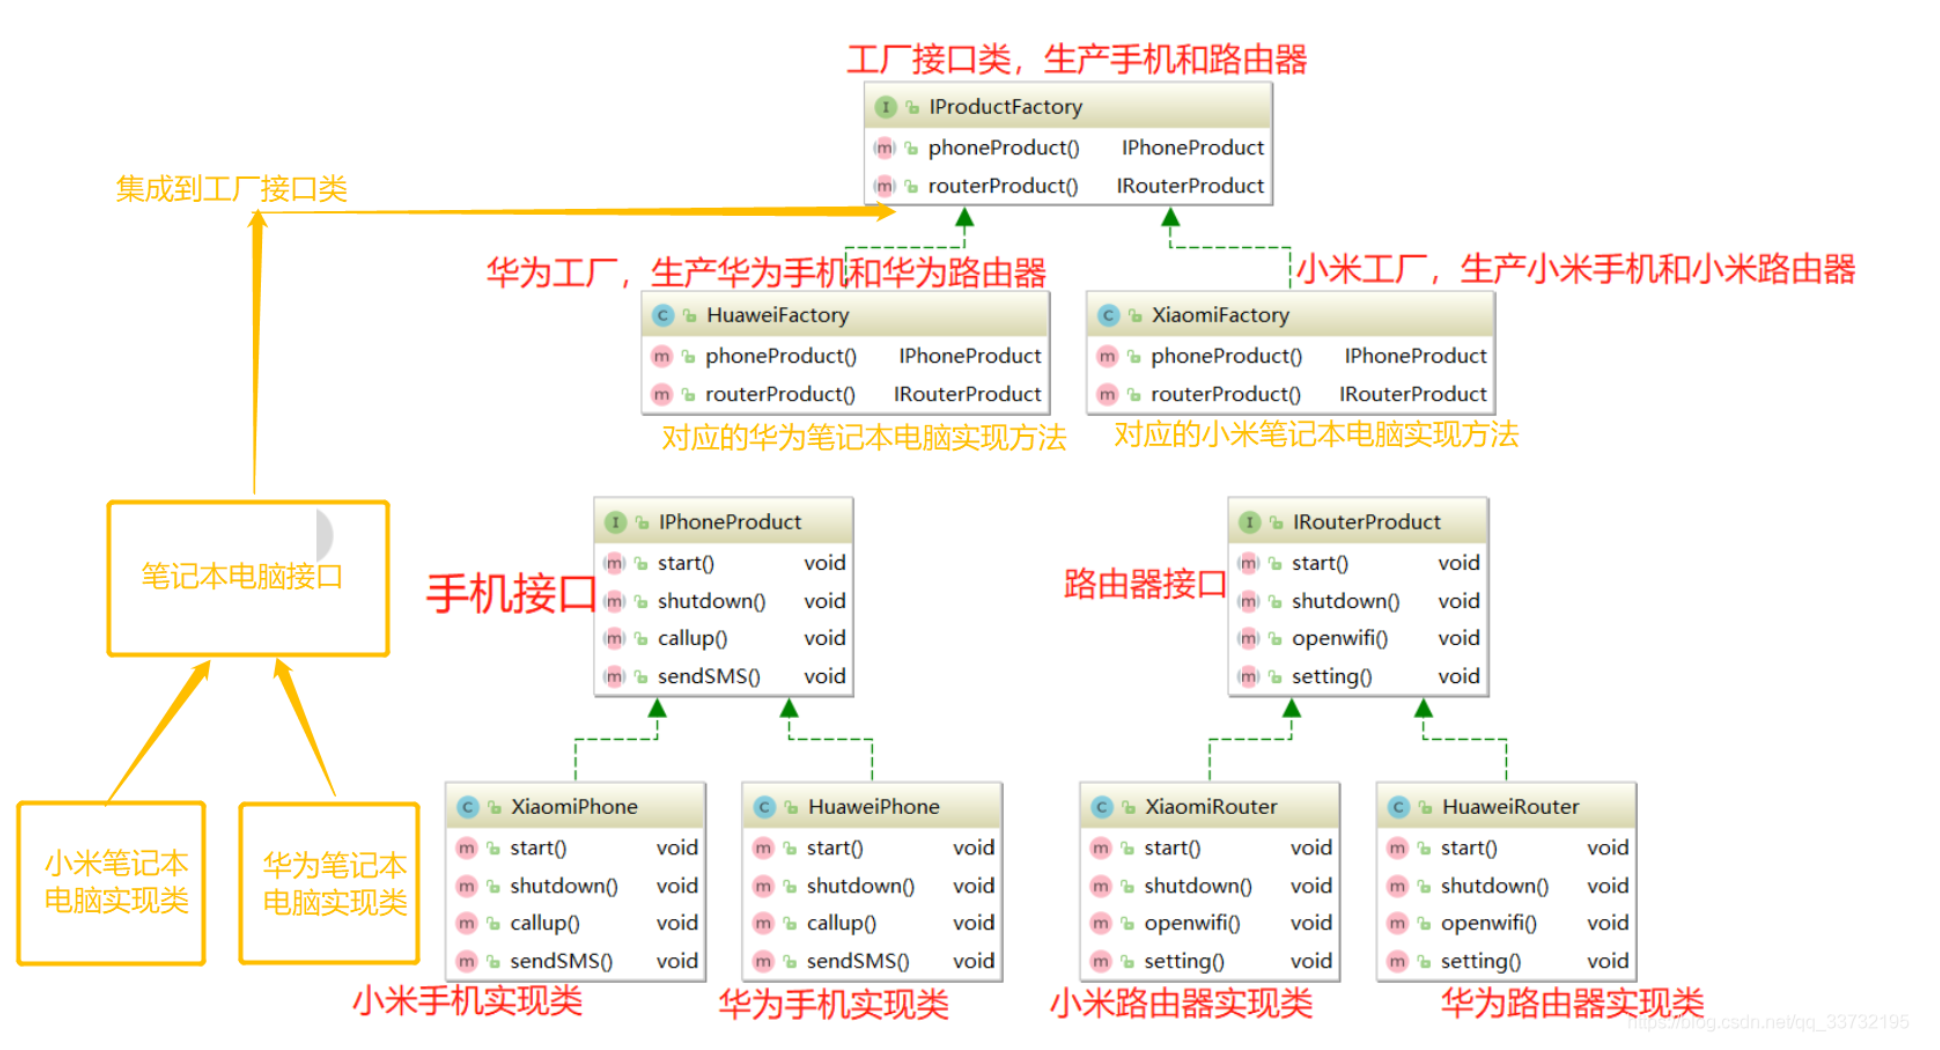 工厂接口类，生产手机和路由器
I IProductFactory
m phoneProduct() IPhoneProduct
m routerProduct() IRouterProduct
集成到工厂接口类
华为工厂，生产华为手机和华为路由器
小米工厂，生产小米手机和小米路由器
C HuaweiFactory
m phoneProduct() IPhoneProduct
m routerProduct() IRouterProduct
对应的华为笔记本电脑实现方法
C XiaomiFactory
m phoneProduct() IPhoneProduct
m routerProduct() IRouterProduct
对应的小米笔记本电脑实现方法
笔记本电脑接口
手机接口
I IPhoneProduct
m start() void
m shutdown() void
m callup() void
m sendSMS() void
路由器接口
I IRouterProduct
m start() void
m shutdown() void
m openwifi() void
m setting() void
小米笔记本
电脑实现类
华为笔记本
电脑实现类
C XiaomiPhone
m start() void
m shutdown() void
m callup() void
m sendSMS() void
小米手机实现类
C HuaweiPhone
m start() void
m shutdown() void
m callup() void
m sendSMS() void
华为手机实现类
C XiaomiRouter
m start() void
m shutdown() void
m openwifi() void
m setting() void
小米路由器实现类
C HuaweiRouter
m start() void
m shutdown() void
m openwifi() void
m setting() void
华为路由器实现类
https://blog.csdn.net/qq_33732195